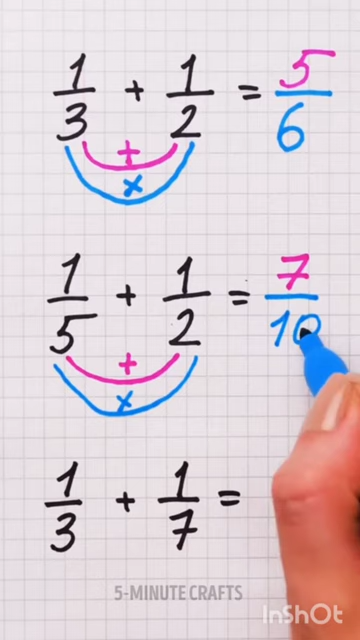 1/3 + 1/2 = 5/6
+
×
1/5 + 1/2 = 7/10
+
×
1/3 + 1/7 =
5-MINUTE CRAFTS
InShOt